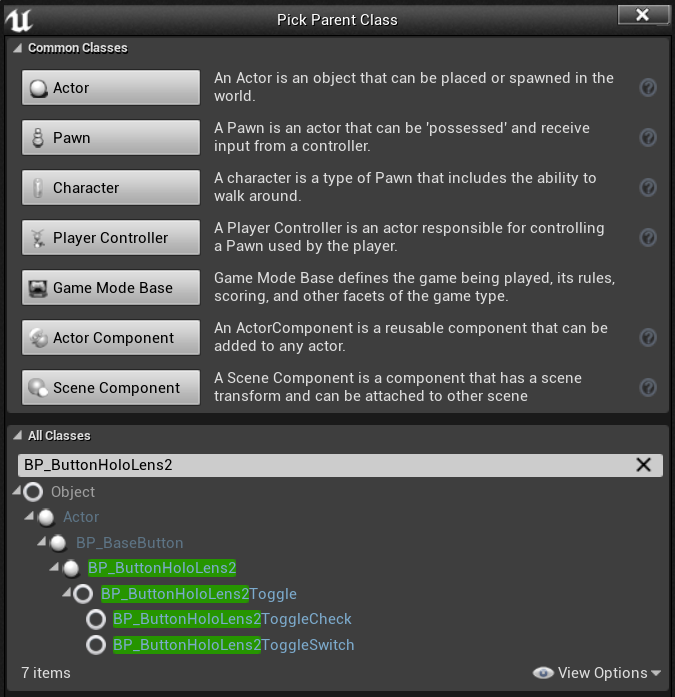 Pick Parent Class
Common Classes
Actor
An Actor is an object that can be placed or spawned in the
world.
Pawn
A Pawn is an actor that can be 'possessed' and receive
input from a controller.
Character
A character is a type of Pawn that includes the ability to
walk around.
Player Controller
A Player Controller is an actor responsible for controlling
a Pawn used by the player.
Game Mode Base
Game Mode Base defines the game being played, its rules,
scoring, and other facets of the game type.
Actor Component
An ActorComponent is a reusable component that can be
added to any actor.
Scene Component
A Scene Component is a component that has a scene
transform and can be attached to other scene
All Classes
BP_ButtonHoloLens2
Object
Actor
BP_BaseButton
BP_ButtonHoloLens2
BP_ButtonHoloLens2Toggle
BP_ButtonHoloLens2ToggleCheck
BP_ButtonHoloLens2ToggleSwitch
7 items
View Options